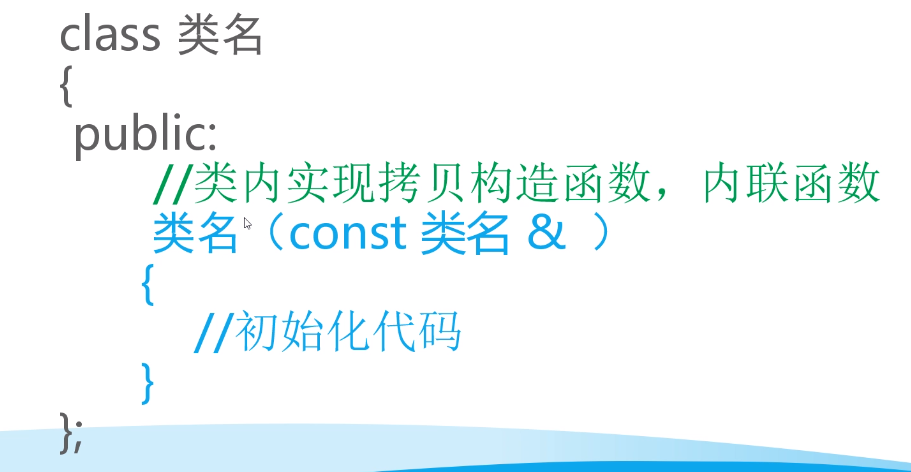 class 类名
{
public:
//类内实现拷贝构造函数，内联函数
类名（const 类名 & ）
{
//初始化代码
}
};